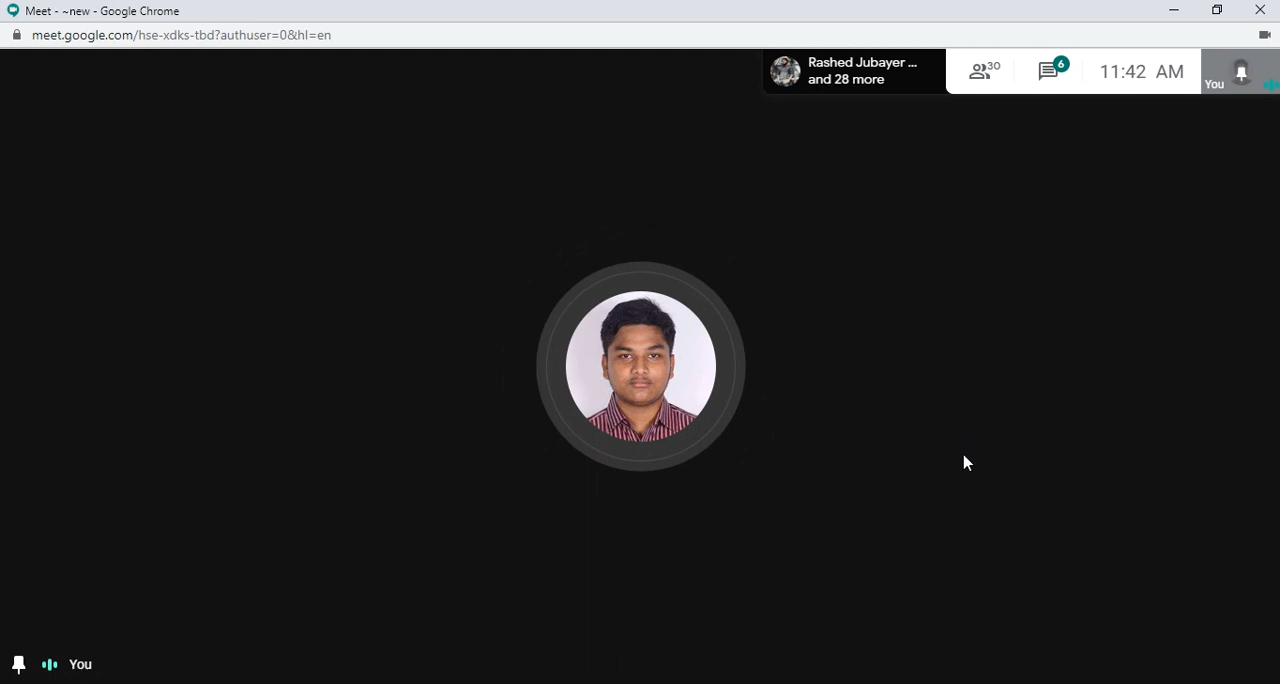 Meet - ~new - Google Chrome
meet.google.com/hse-xdks-tbd?authuser=0&hl=en
Rashed Jubayer ...
and 28 more
30
6
11:42 AM
You
You